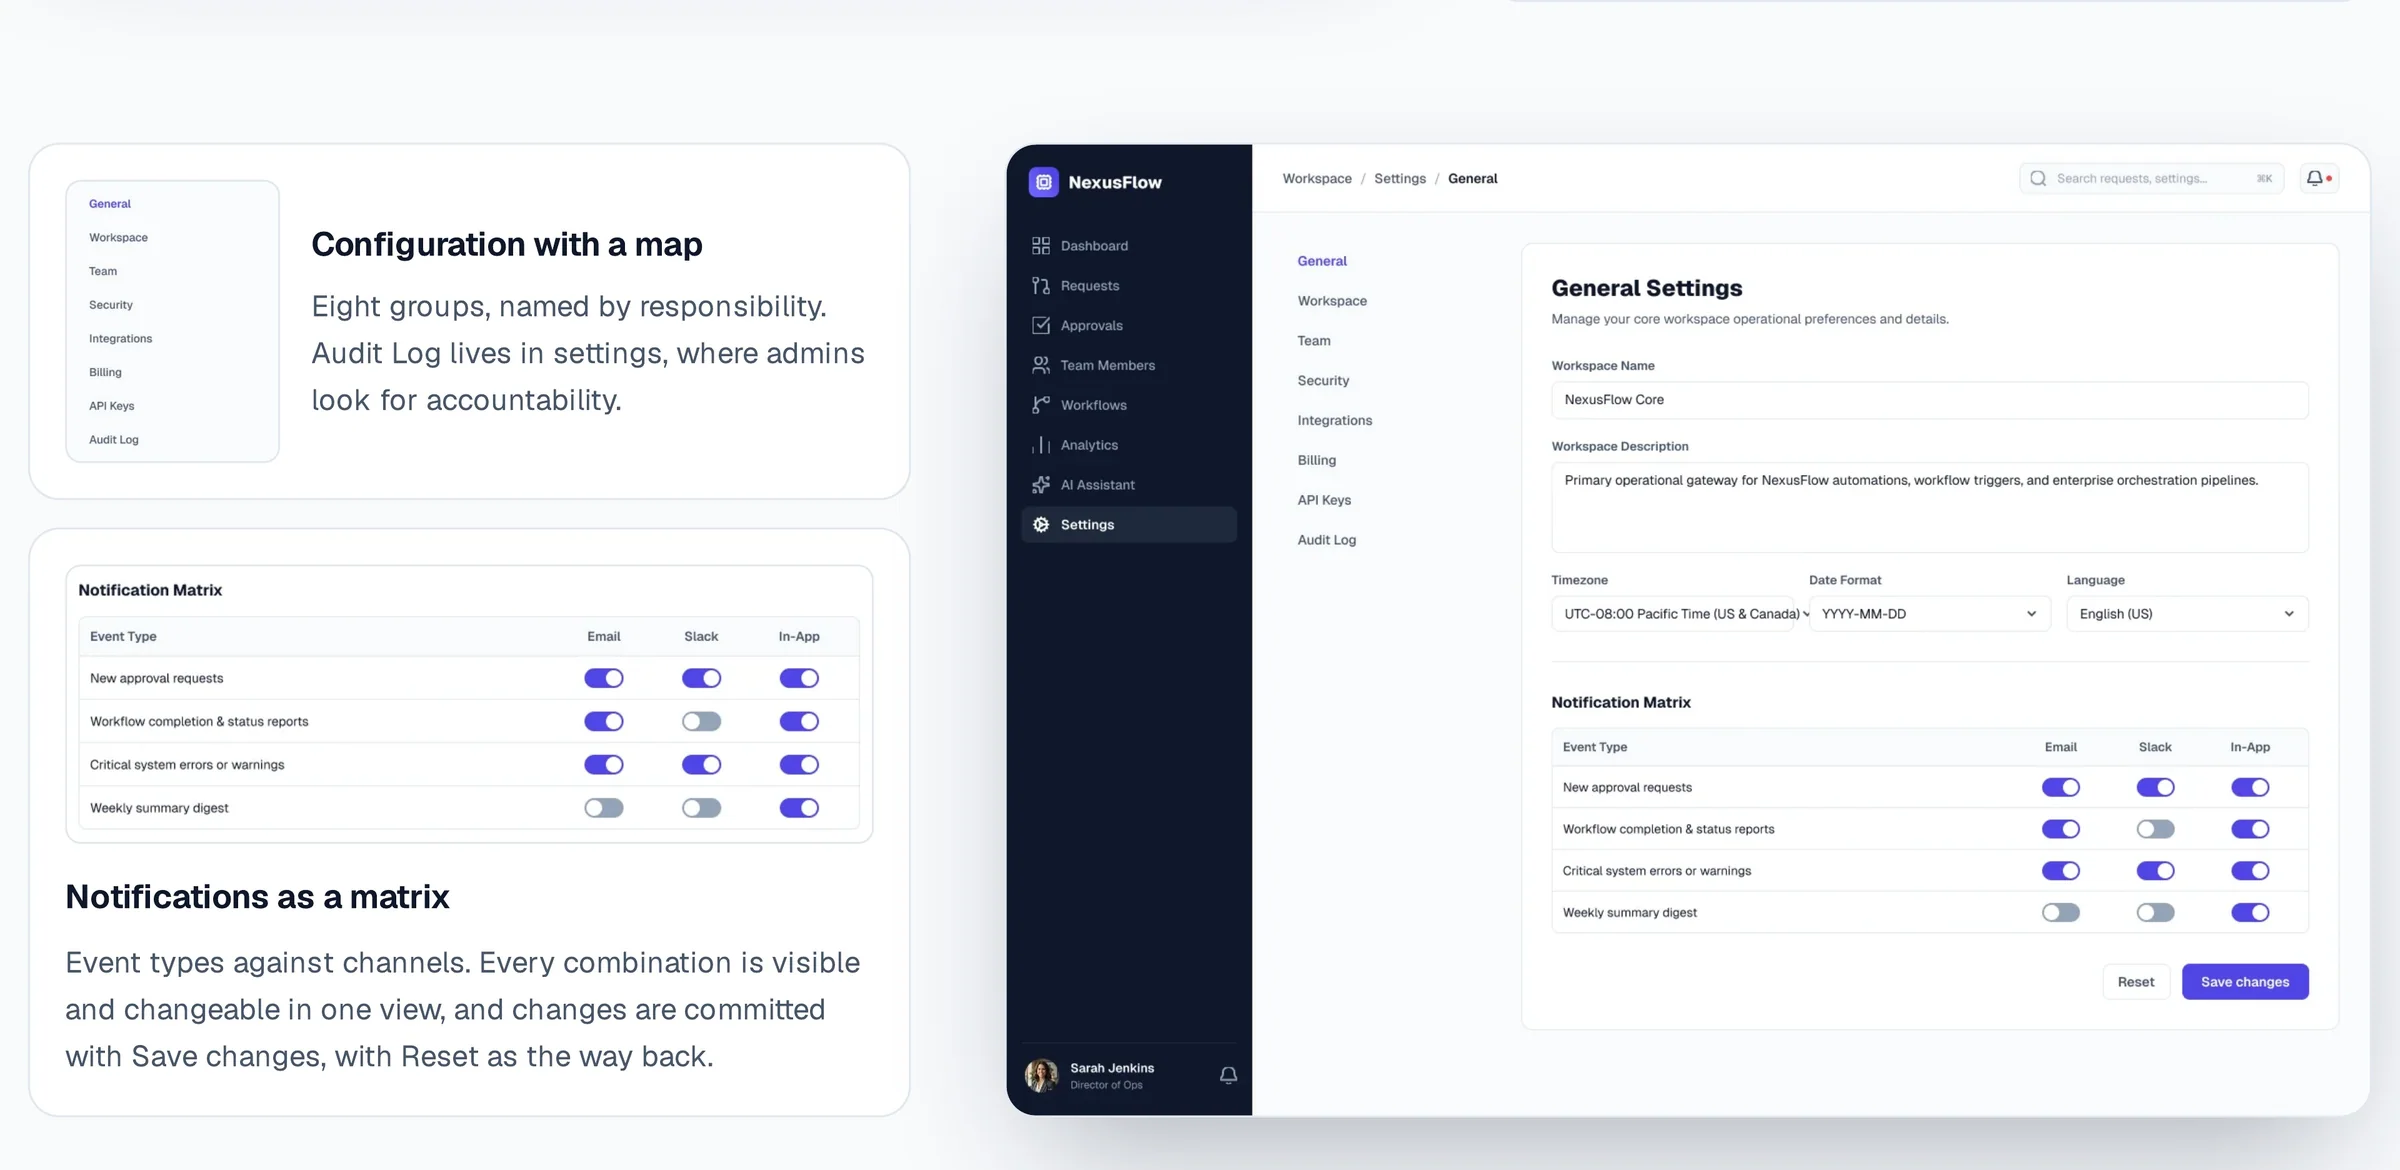 General
Workspace
Team
Security
Integrations
Billing
API Keys
Audit Log
Configuration with a map
Eight groups, named by responsibility.
Audit Log lives in settings, where admins
look for accountability.
Notification Matrix
Event Type Email Slack In-App
New approval requests
Workflow completion & status reports
Critical system errors or warnings
Weekly summary digest
Notifications as a matrix
Event types against channels. Every combination is visible
and changeable in one view, and changes are committed
with Save changes, with Reset as the way back.
NexusFlow
Dashboard
Requests
Approvals
Team Members
Workflows
Analytics
AI Assistant
Settings
Sarah Jenkins
Director of Ops
Workspace / Settings / General
Search requests, settings... ⌘K
General
Workspace
Team
Security
Integrations
Billing
API Keys
Audit Log
General Settings
Manage your core workspace operational preferences and details.
Workspace Name
NexusFlow Core
Workspace Description
Primary operational gateway for NexusFlow automations, workflow triggers, and enterprise orchestration pipelines.
Timezone Date Format Language
UTC-08:00 Pacific Time (US & Canada) YYYY-MM-DD English (US)
Notification Matrix
Event Type Email Slack In-App
New approval requests
Workflow completion & status reports
Critical system errors or warnings
Weekly summary digest
Reset Save changes